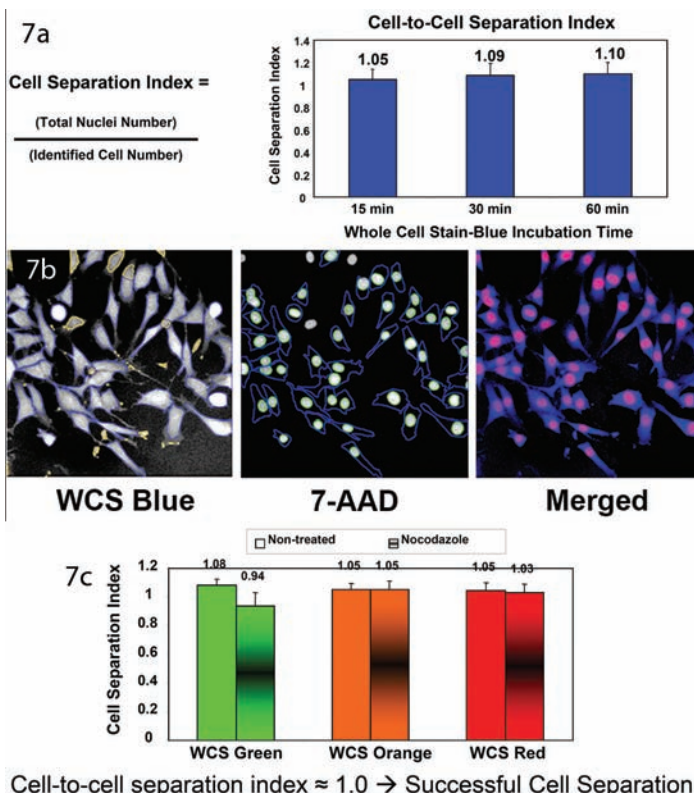 7a
Cell Separation Index =
(Total Nuclei Number)
(Identified Cell Number)
Cell-to-Cell Separation Index
Cell Separation Index
1.4
1.2
1
0.8
0.6
0.4
0.2
0
1.05
1.09
1.10
15 min
30 min
60 min
Whole Cell Stain-Blue Incubation Time
7b
WCS Blue
7-AAD
Merged
7c
Non-treated
Nocodazole
Cell Separation Index
1.2
1
0.8
0.6
0.4
0.2
0
1.08
0.94
1.05
1.05
1.05
1.03
WCS Green
WCS Orange
WCS Red
Cell-to-cell separation index ≈ 1.0 → Successful Cell Separation